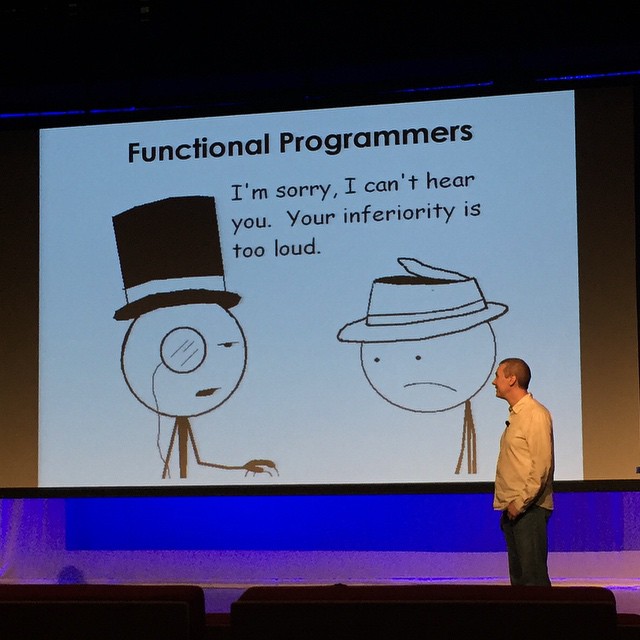 Functional Programmers
I'm sorry, I can't hear
you. Your inferiority is
too loud.